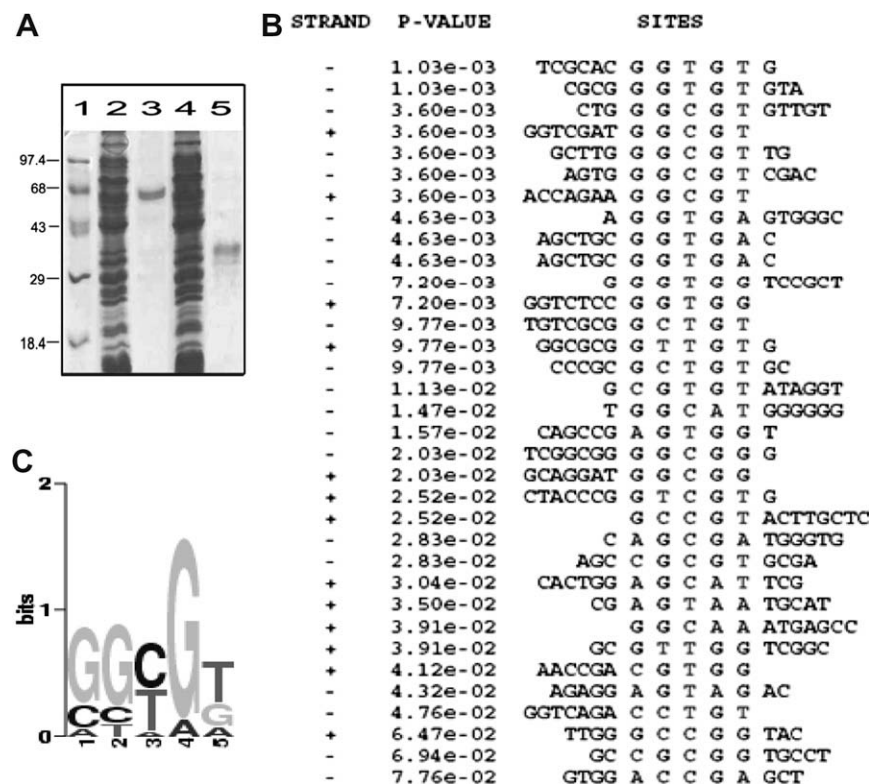 A
1 2 3 4 5
97.4
68
43
29
18.4
B STRAND P-VALUE SITES
- 1.03e-03 TCGCAC G G T G T G
- 1.03e-03 CGCG G G T G T GTA
- 3.60e-03 CTG G G C G T GTTGT
+ 3.60e-03 GGTCGAT G G C G T
- 3.60e-03 GCTTG G G C G T TG
- 3.60e-03 AGTG G G C G T CGAC
+ 3.60e-03 ACCAGAA G G C G T
- 4.63e-03 A G G T G A GTGGGC
- 4.63e-03 AGCTGC G G T G A C
- 4.63e-03 AGCTGC G G T G A C
- 7.20e-03 G G G T G G TCCGCT
+ 7.20e-03 GGTCTCC G G T G G
- 9.77e-03 TGTCGCG G C T G T
+ 9.77e-03 GGCGCG G T T G T G
- 9.77e-03 CCCGC G C T G T GC
- 1.13e-02 G C G T G T ATAGGT
- 1.47e-02 T G G C A T GGGGGG
- 1.57e-02 CAGCCG A G T G G T
- 2.03e-02 TCGGCGG G G C G G
+ 2.03e-02 GCAGGAT G G C G G
+ 2.52e-02 CTACCCG G T C G T G
+ 2.52e-02 G C C G T ACTTGCTC
- 2.83e-02 C A G C G A TGGGTG
- 2.83e-02 AGC C G C G T GCGA
+ 3.04e-02 CACTGG A G C A T TCG
+ 3.50e-02 CG A G T A A TGCAT
+ 3.91e-02 G G C A A ATGAGCC
+ 3.91e-02 GC G T T G G TCGGC
+ 4.12e-02 AACCGA C G T G G
- 4.32e-02 AGAGG A G T A G AC
- 4.76e-02 GGTCAGA C C T G T
+ 6.47e-02 TTGG G C C G G TAC
- 6.94e-02 GC C G C G G TGCCT
- 7.76e-02 GTGG A C C G A GCT
C
2
bits
1
0
G G C G T
C C T A G
A T A A
1 2 3 4 5